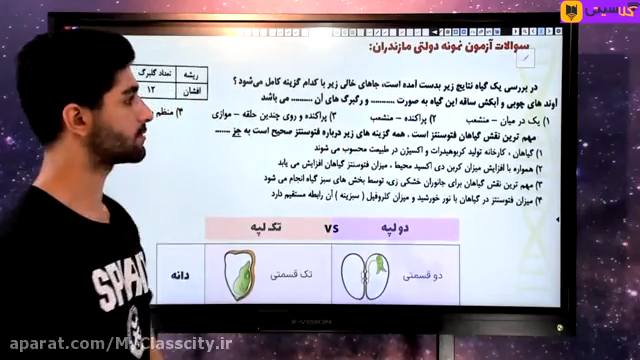 کلاسیس
سوالات آزمون نمونه دولتی مازندران:
در بررسی یک گیاه نتایج زیر بدست آمده است، جاهای خالی زیر با کدام گزینه کامل می‌شود ؟
ریشه
تعداد گلبرگ
افشان
۱۲
آوند های چوبی و آبکش ساقه این گیاه به صورت .......... و رگبرگ های آن .......... می باشد
۱) یک در میان - منشعب
۲) پراکنده - منشعب
۳) پراکنده و روی چندین حلقه - موازی
۴) منظم
مهم ترین نقش گیاهان فتوسنتز است . همه گزینه های زیر درباره فتوسنتز صحیح است به جز .......
۱) گیاهان ، کارخانه تولید کربوهیدرات و اکسیژن در طبیعت محسوب می شوند
۲) همواره با افزایش میزان کربن دی اکسید محیط ، میزان فتوسنتز گیاهان افزایش می یابد
۳) مهم ترین نقش گیاهان برای جانوران خشکی زی، توسط بخش های سبز گیاه انجام می شود
۴) میزان فتوسنتز در گیاهان با نور خورشید و میزان کلروفیل ( سبزینه ) آن رابطه مستقیم دارد
دولپه vs تک لپه
دو قسمتی
تک قسمتی
دانه
X-VISION
SPA
aparat.com/MyClasscity.ir